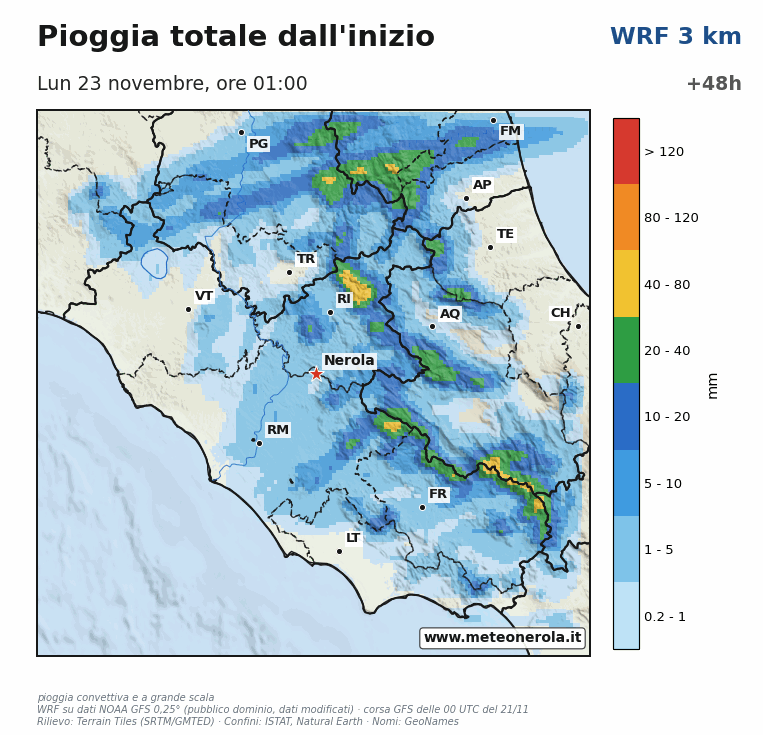 Pioggia totale dall'inizio
WRF 3 km
Lun 23 novembre, ore 01:00
+48h
PG
FM
AP
TE
TR
VT
RI
AQ
CH
Nerola
RM
FR
LT
www.meteonerola.it
> 120
80 - 120
40 - 80
20 - 40
10 - 20
5 - 10
1 - 5
0.2 - 1
mm
pioggia convettiva e a grande scala
WRF su dati NOAA GFS 0,25° (pubblico dominio, dati modificati) · corsa GFS delle 00 UTC del 21/11
Rilievo: Terrain Tiles (SRTM/GMTED) · Confini: ISTAT, Natural Earth · Nomi: GeoNames